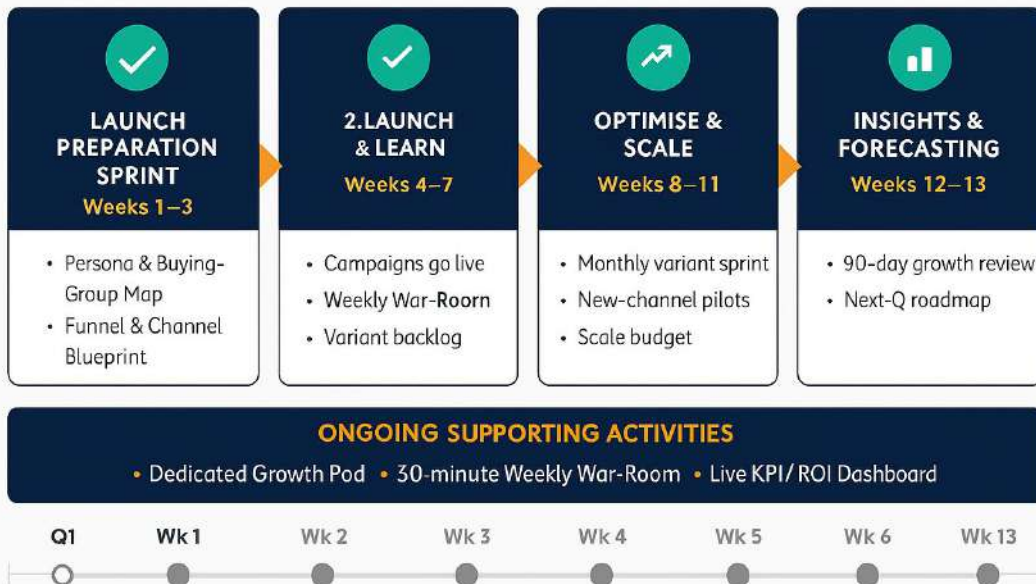 LAUNCH
PREPARATION
SPRINT
Weeks 1–3
• Persona & Buying-
Group Map
• Funnel & Channel
Blueprint
2.LAUNCH
& LEARN
Weeks 4–7
• Campaigns go live
• Weekly War-Roorn
• Variant backlog
OPTIMISE &
SCALE
Weeks 8–11
• Monthly variant sprint
• New-channel pilots
• Scale budget
INSIGHTS &
FORECASTING
Weeks 12–13
• 90-day growth review
• Next-Q roadmap
ONGOING SUPPORTING ACTIVITIES
• Dedicated Growth Pod • 30-minute Weekly War-Room • Live KPI/ROI Dashboard
Q1 Wk 1 Wk 2 Wk 3 Wk 4 Wk 5 Wk 6 Wk 13